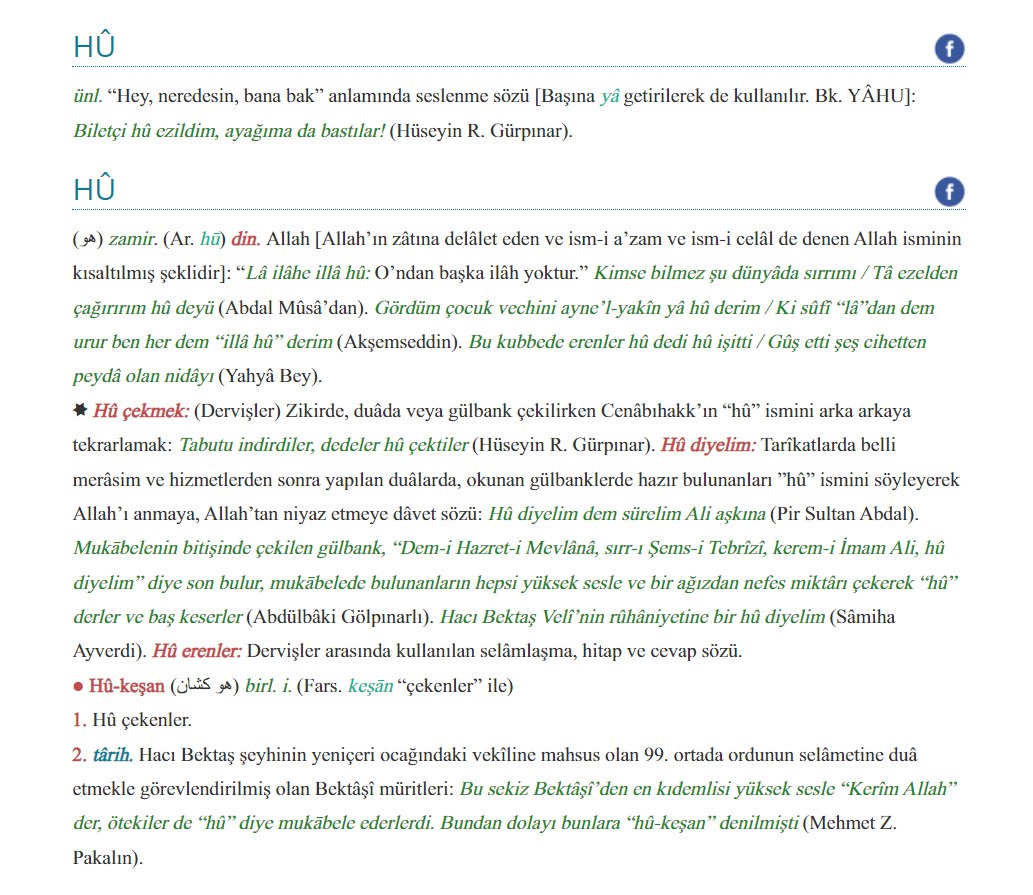 HÛ
f
ünl. “Hey, neredesin, bana bak” anlamında seslenme sözü [Başına yâ getirilerek de kullanılır. Bk. YÂHU]:
Biletçi hû ezildim, ayağıma da bastılar! (Hüseyin R. Gürpınar).
HÛ
f
(هو) zamir. (Ar. hū) din. Allah [Allah’ın zâtına delâlet eden ve ism-i a’zam ve ism-i celâl de denen Allah isminin
kısaltılmış şeklidir]: “Lâ ilâhe illâ hû: O’ndan başka ilâh yoktur.” Kimse bilmez şu dünyâda sırrımı / Tâ ezelden
çağırırım hû deyü (Abdal Mûsâ’dan). Gördüm çocuk vechini ayne’l-yakîn yâ hû derim / Ki sûfî “lâ”dan dem
urur ben her dem “illâ hû” derim (Akşemseddin). Bu kubbede erenler hû dedi hû işitti / Gûş etti şeş cihetten
peydâ olan nidâyı (Yahyâ Bey).
✸ Hû çekmek: (Dervişler) Zikirde, duâda veya gülbank çekilirken Cenâbıhakk’ın “hû” ismini arka arkaya
tekrarlamak: Tabutu indirdiler, dedeler hû çektiler (Hüseyin R. Gürpınar). Hû diyelim: Tarîkatlarda belli
merâsim ve hizmetlerden sonra yapılan duâlarda, okunan gülbanklerde hazır bulunanları ”hû” ismini söyleyerek
Allah’ı anmaya, Allah’tan niyaz etmeye dâvet sözü: Hû diyelim dem sürelim Ali aşkına (Pir Sultan Abdal).
Mukābelenin bitişinde çekilen gülbank, “Dem-i Hazret-i Mevlânâ, sırr-ı Şems-i Tebrîzî, kerem-i İmam Ali, hû
diyelim” diye son bulur, mukābelede bulunanların hepsi yüksek sesle ve bir ağızdan nefes miktârı çekerek “hû”
derler ve baş keserler (Abdülbâki Gölpınarlı). Hacı Bektaş Velî’nin rûhâniyetine bir hû diyelim (Sâmiha
Ayverdi). Hû erenler: Dervişler arasında kullanılan selâmlaşma, hitap ve cevap sözü.
● Hû-keşan (هو كشان) birl. i. (Fars. keşān “çekenler” ile)
1. Hû çekenler.
2. târih. Hacı Bektaş şeyhinin yeniçeri ocağındaki vekîline mahsus olan 99. ortada ordunun selâmetine duâ
etmekle görevlendirilmiş olan Bektâşî müritleri: Bu sekiz Bektâşî’den en kıdemlisi yüksek sesle “Kerîm Allah”
der, ötekiler de “hû” diye mukābele ederlerdi. Bundan dolayı bunlara “hû-keşan” denilmişti (Mehmet Z.
Pakalın).